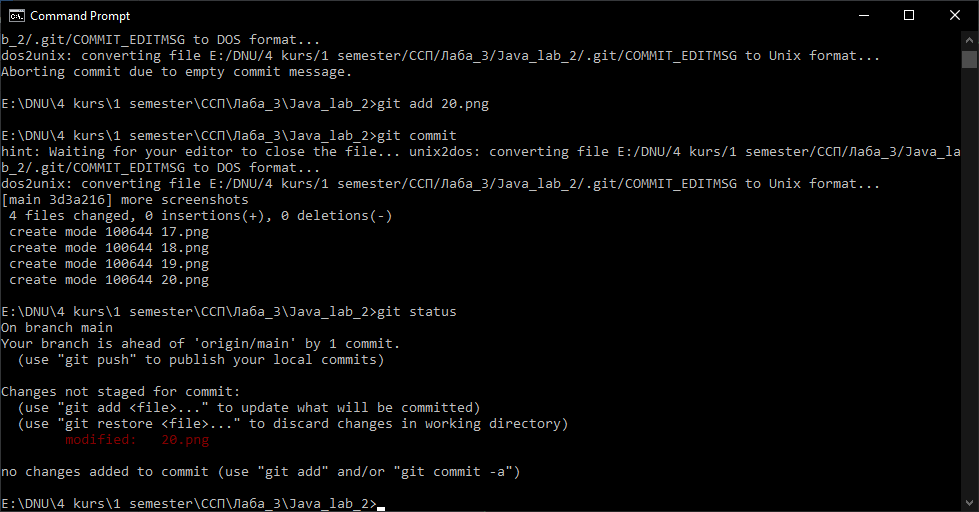 Command Prompt
b_2/.git/COMMIT_EDITMSG to DOS format...
dos2unix: converting file E:/DNU/4 kurs/1 semester/ССП/Лаба_3/Java_lab_2/.git/COMMIT_EDITMSG to Unix format...
Aborting commit due to empty commit message.
E:\DNU\4 kurs\1 semester\ССП\Лаба_3\Java_lab_2>git add 20.png
E:\DNU\4 kurs\1 semester\ССП\Лаба_3\Java_lab_2>git commit
hint: Waiting for your editor to close the file... unix2dos: converting file E:/DNU/4 kurs/1 semester/ССП/Лаба_3/Java_la
b_2/.git/COMMIT_EDITMSG to DOS format...
dos2unix: converting file E:/DNU/4 kurs/1 semester/ССП/Лаба_3/Java_lab_2/.git/COMMIT_EDITMSG to Unix format...
[main 3d3a216] more screenshots
4 files changed, 0 insertions(+), 0 deletions(-)
create mode 100644 17.png
create mode 100644 18.png
create mode 100644 19.png
create mode 100644 20.png
E:\DNU\4 kurs\1 semester\ССП\Лаба_3\Java_lab_2>git status
On branch main
Your branch is ahead of 'origin/main' by 1 commit.
(use "git push" to publish your local commits)
Changes not staged for commit:
(use "git add <file>..." to update what will be committed)
(use "git restore <file>..." to discard changes in working directory)
modified:   20.png
no changes added to commit (use "git add" and/or "git commit -a")
E:\DNU\4 kurs\1 semester\ССП\Лаба_3\Java_lab_2>